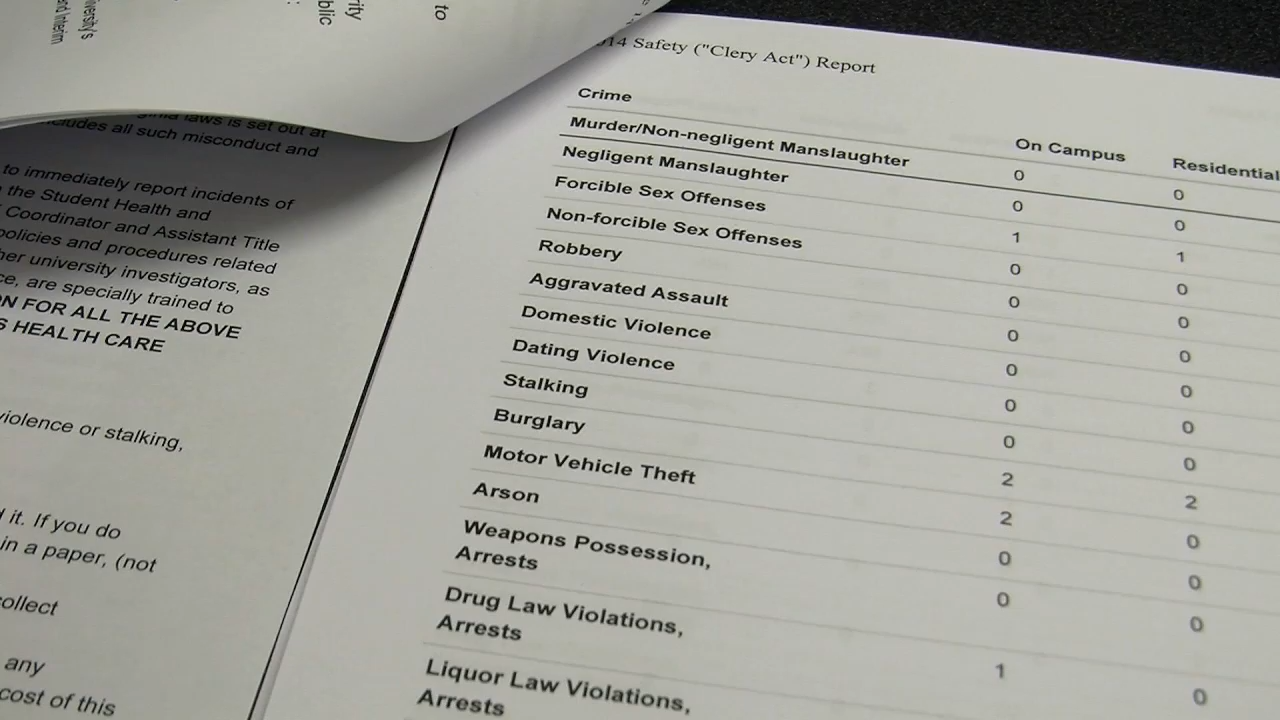 to
rity
blic
versity's
and Interim
laws is set out at
cludes all such misconduct and
to immediately report incidents of
the Student Health and
Coordinator and Assistant Title
policies and procedures related
her university investigators, as
ce, are specially trained to
ON FOR ALL THE ABOVE
S HEALTH CARE
violence or stalking,
it. If you do
in a paper, (not
collect
any
cost of this
14 Safety ("Clery Act") Report
Crime On Campus Residential
Murder/Non-negligent Manslaughter 0 0
Negligent Manslaughter 0 0
Forcible Sex Offenses 1 1
Non-forcible Sex Offenses 0 0
Robbery 0 0
Aggravated Assault 0 0
Domestic Violence 0 0
Dating Violence 0 0
Stalking 0 0
Burglary 2 2
Motor Vehicle Theft 2 0
Arson 0 0
Weapons Possession, 0 0
Arrests
Drug Law Violations, 1 0
Arrests
Liquor Law Violations,
Arrests